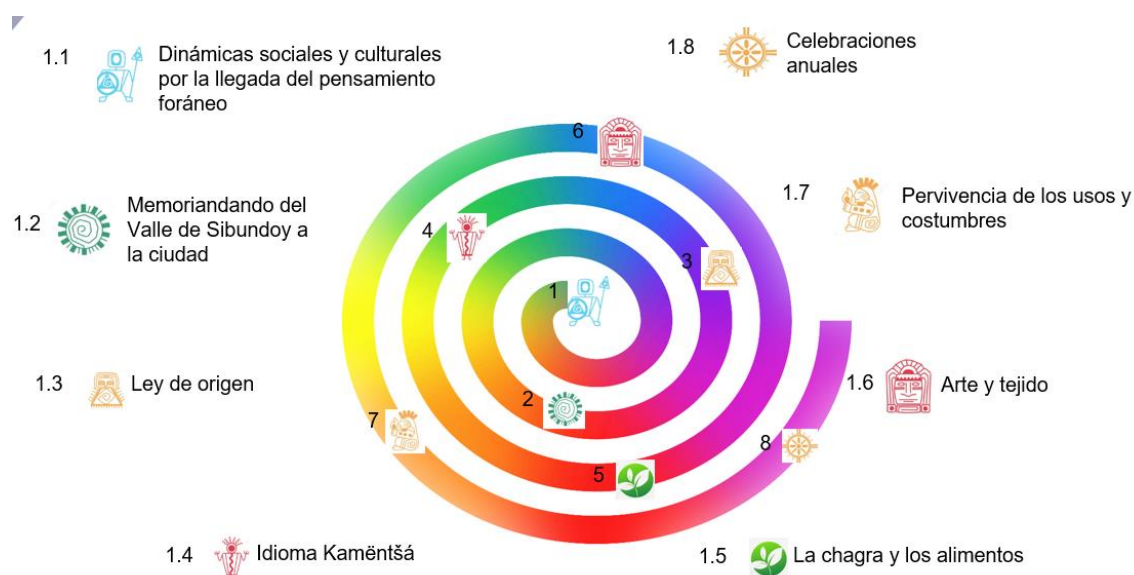 1.1
Dinámicas sociales y culturales
por la llegada del pensamiento
foráneo
1.8
Celebraciones
anuales
1.2
Memoriandando del
Valle de Sibundoy a
la ciudad
1.7
Pervivencia de los usos y
costumbres
6
4
3
1
2
7
5
8
1.3
Ley de origen
1.6
Arte y tejido
1.4
Idioma Kamëntšá
1.5
La chagra y los alimentos